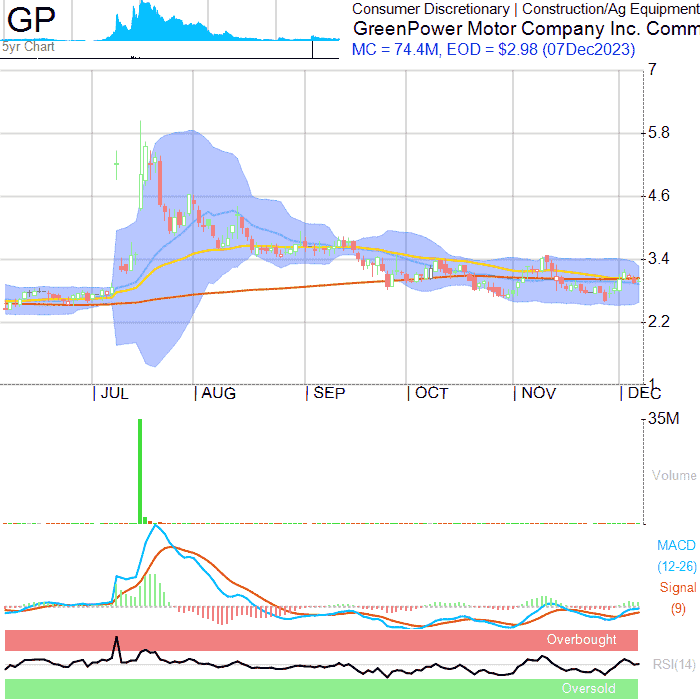 GP
5yr Chart
Consumer Discretionary | Construction/Ag Equipment
GreenPower Motor Company Inc. Comm
MC = 74.4M, EOD = $2.98 (07Dec2023)
7
5.8
4.6
3.4
2.2
1
JUL
AUG
SEP
OCT
NOV
DEC
35M
Volume
MACD
(12-26)
Signal
(9)
Overbought
RSI(14)
Oversold